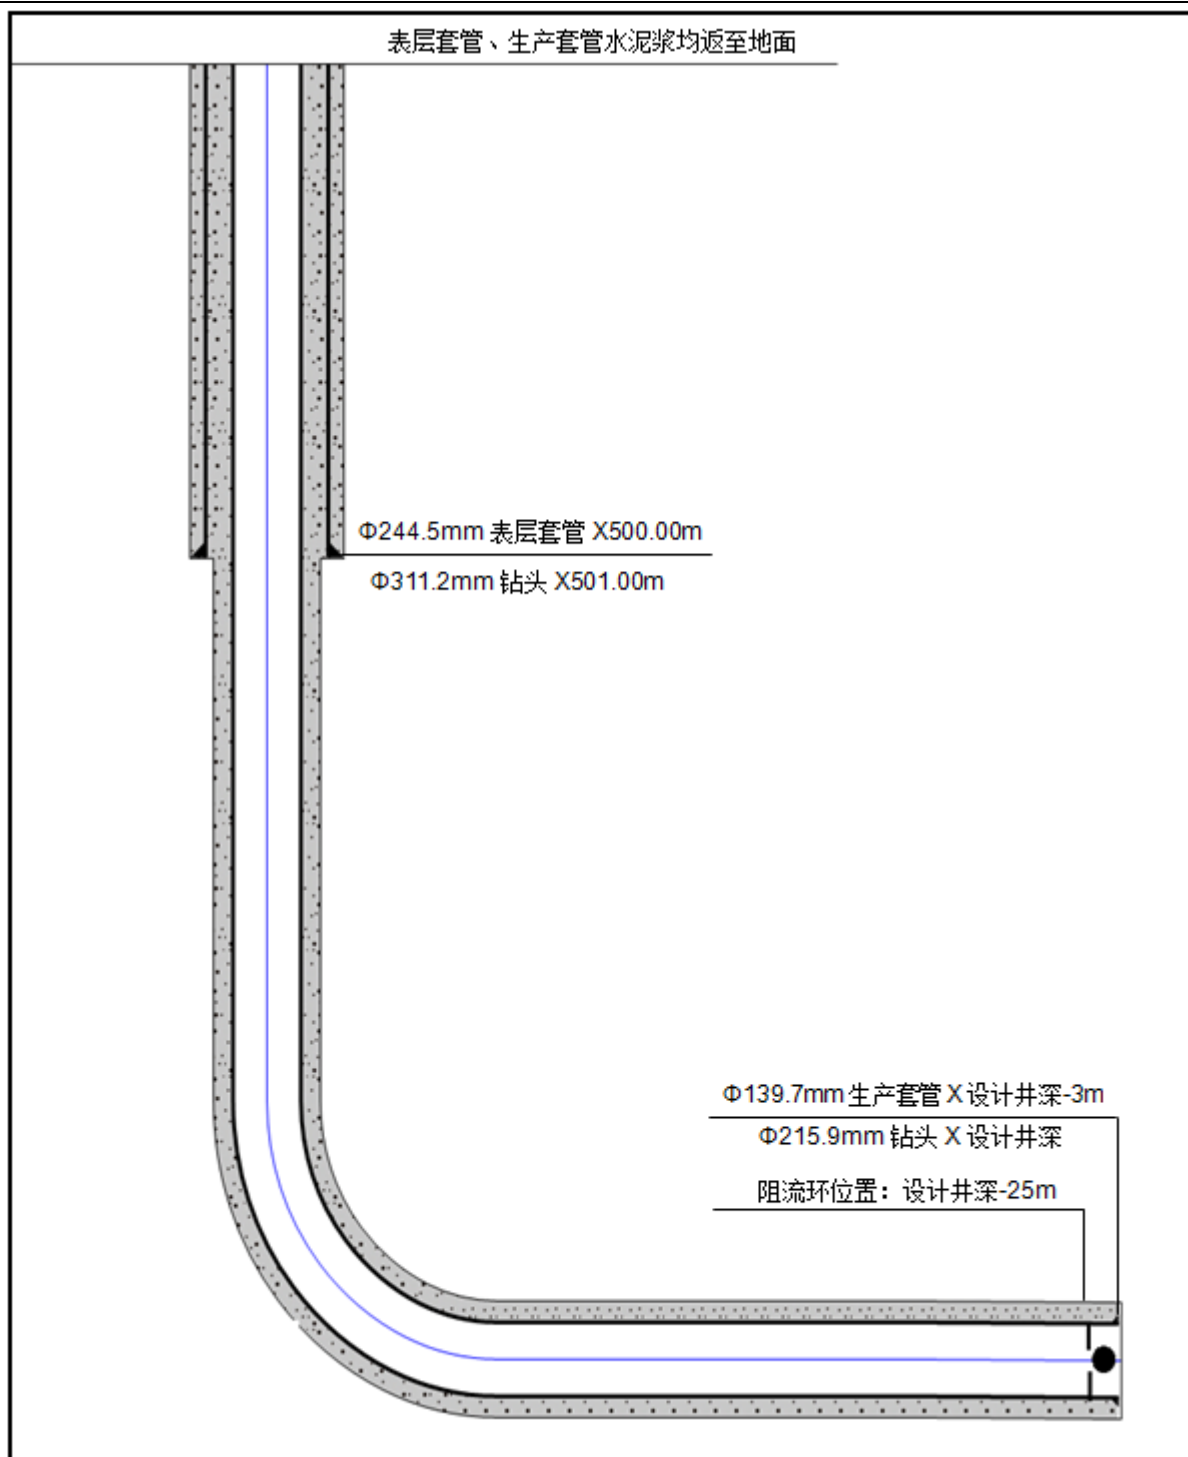 表层套管、生产套管水泥浆均返至地面
Φ244.5mm 表层套管 X500.00m
Φ311.2mm 钻头 X501.00m
Φ139.7mm 生产套管 X 设计井深-3m
Φ215.9mm 钻头 X 设计井深
阻流环位置：设计井深-25m